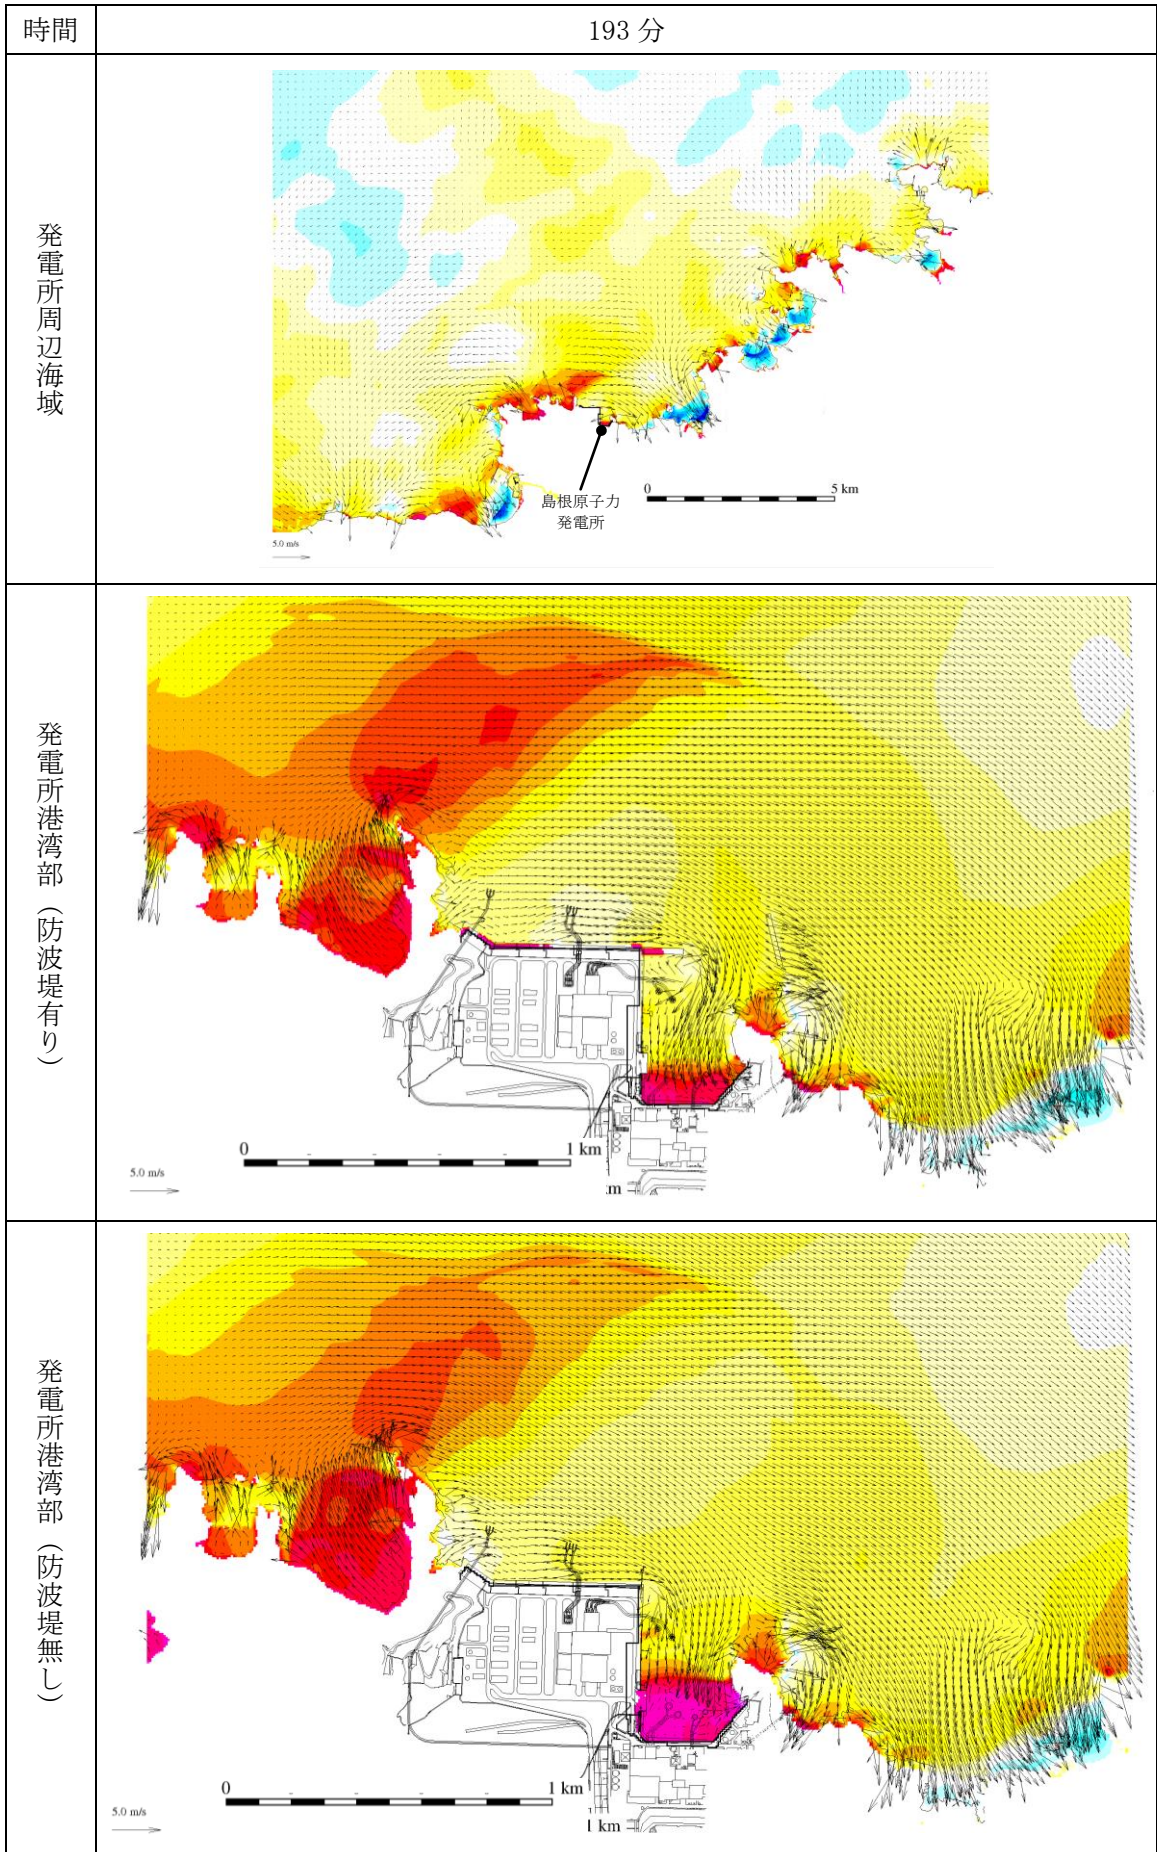 時間
193 分
発電所周辺海域
島根原子力
発電所
0
5 km
5.0 m/s
発電所港湾部（防波堤有り）
0
1 km
5.0 m/s
発電所港湾部（防波堤無し）
0
1 km
5.0 m/s
1 km